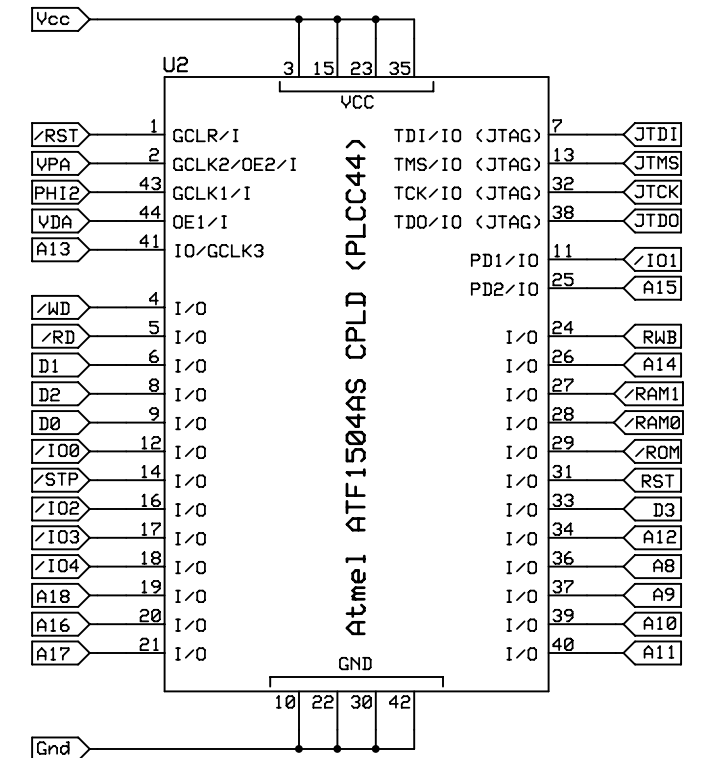 Vcc
U2 3 15 23 35
VCC
/RST 1 GCLR/I TDI/IO (JTAG) 7 JTDI
VPA 2 GCLK2/OE2/I TMS/IO (JTAG) 13 JTMS
PHI2 43 GCLK1/I TCK/IO (JTAG) 32 JTCK
VDA 44 OE1/I TDO/IO (JTAG) 38 JTDO
A13 41 IO/GCLK3
PD1/IO 11 /IO1
PD2/IO 25 A15
/WD 4 I/O
/RD 5 I/O I/O 24 RWB
D1 6 I/O I/O 26 A14
D2 8 I/O I/O 27 /RAM1
D0 9 I/O I/O 28 /RAM0
/IO0 12 I/O I/O 29 /ROM
/STP 14 I/O I/O 31 RST
/IO2 16 I/O I/O 33 D3
/IO3 17 I/O I/O 34 A12
/IO4 18 I/O I/O 36 A8
A18 19 I/O I/O 37 A9
A16 20 I/O I/O 39 A10
A17 21 I/O I/O 40 A11
Atmel ATF1504AS CPLD (PLCC44)
GND
10 22 30 42
Gnd